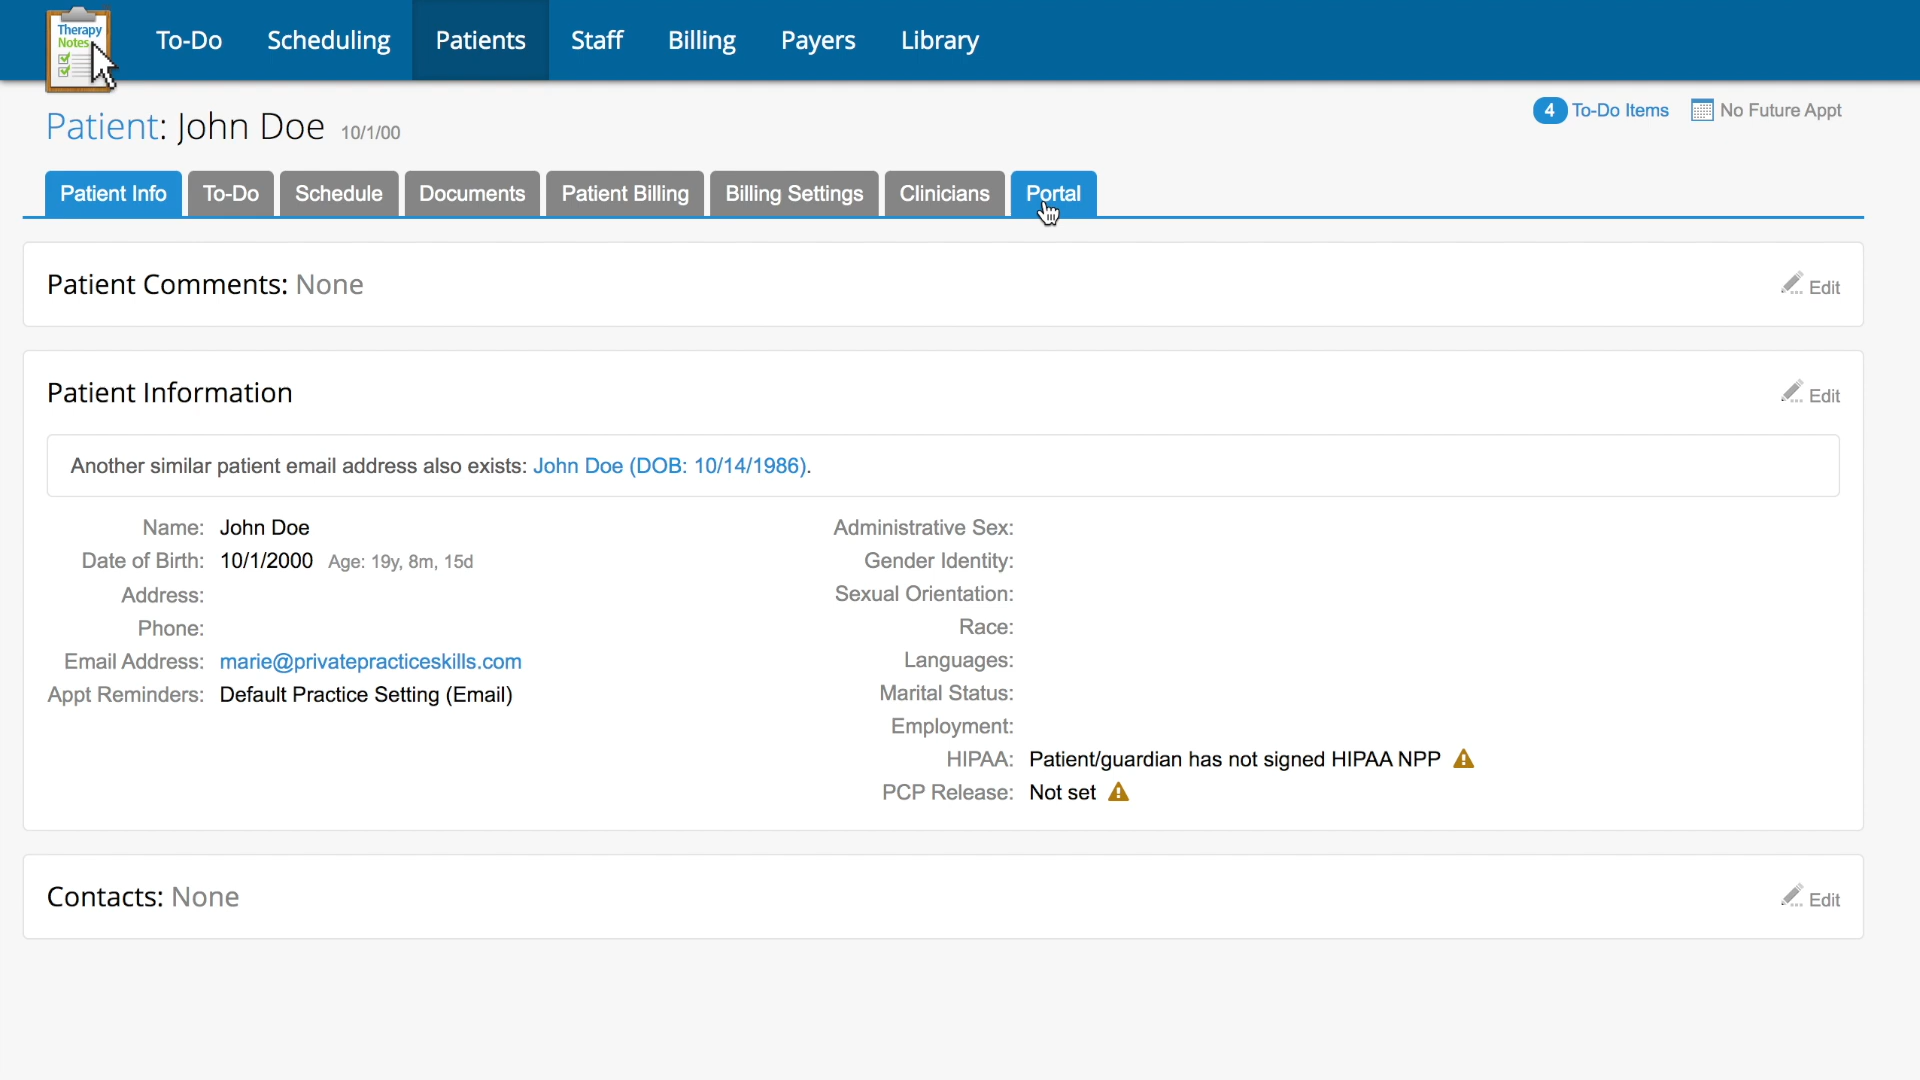 Therapy
Notes
To-Do Scheduling Patients Staff Billing Payers Library
4 To-Do Items No Future Appt
Patient: John Doe 10/1/00
Patient Info To-Do Schedule Documents Patient Billing Billing Settings Clinicians Portal
Patient Comments: None
Edit
Patient Information
Edit
Another similar patient email address also exists: John Doe (DOB: 10/14/1986).
Name: John Doe
Date of Birth: 10/1/2000 Age: 19y, 8m, 15d
Address:
Phone:
Email Address: marie@privatepracticeskills.com
Appt Reminders: Default Practice Setting (Email)
Administrative Sex:
Gender Identity:
Sexual Orientation:
Race:
Languages:
Marital Status:
Employment:
HIPAA: Patient/guardian has not signed HIPAA NPP
PCP Release: Not set
Contacts: None
Edit